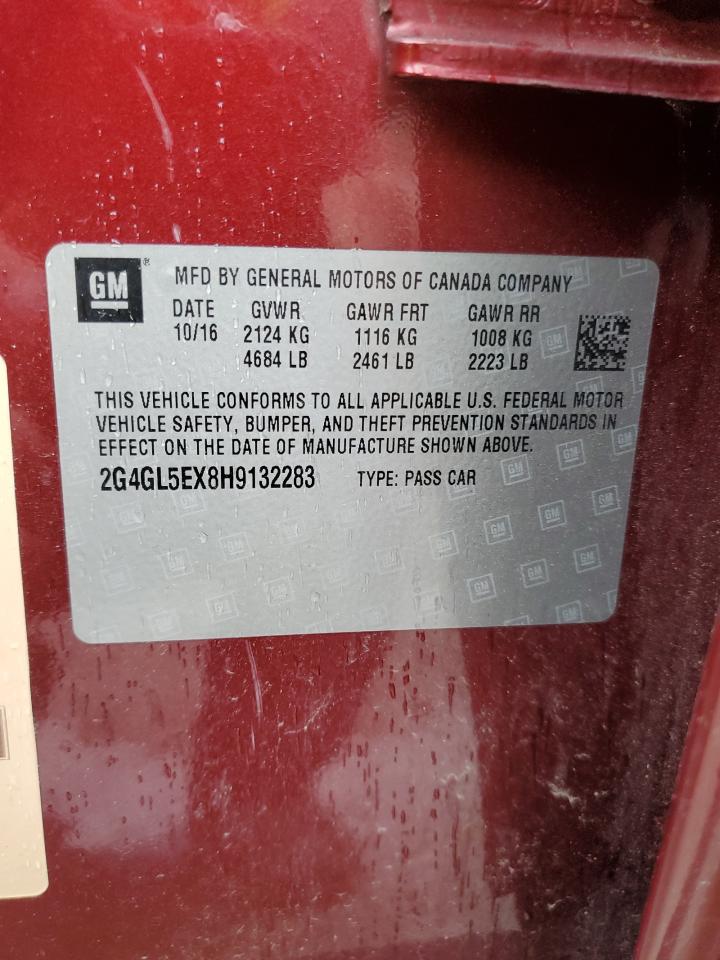 GM ®
MFD BY GENERAL MOTORS OF CANADA COMPANY
DATE GVWR GAWR FRT GAWR RR
10/16 2124 KG 1116 KG 1008 KG
4684 LB 2461 LB 2223 LB
THIS VEHICLE CONFORMS TO ALL APPLICABLE U.S. FEDERAL MOTOR
VEHICLE SAFETY, BUMPER, AND THEFT PREVENTION STANDARDS IN
EFFECT ON THE DATE OF MANUFACTURE SHOWN ABOVE.
2G4GL5EX8H9132283 TYPE: PASS CAR